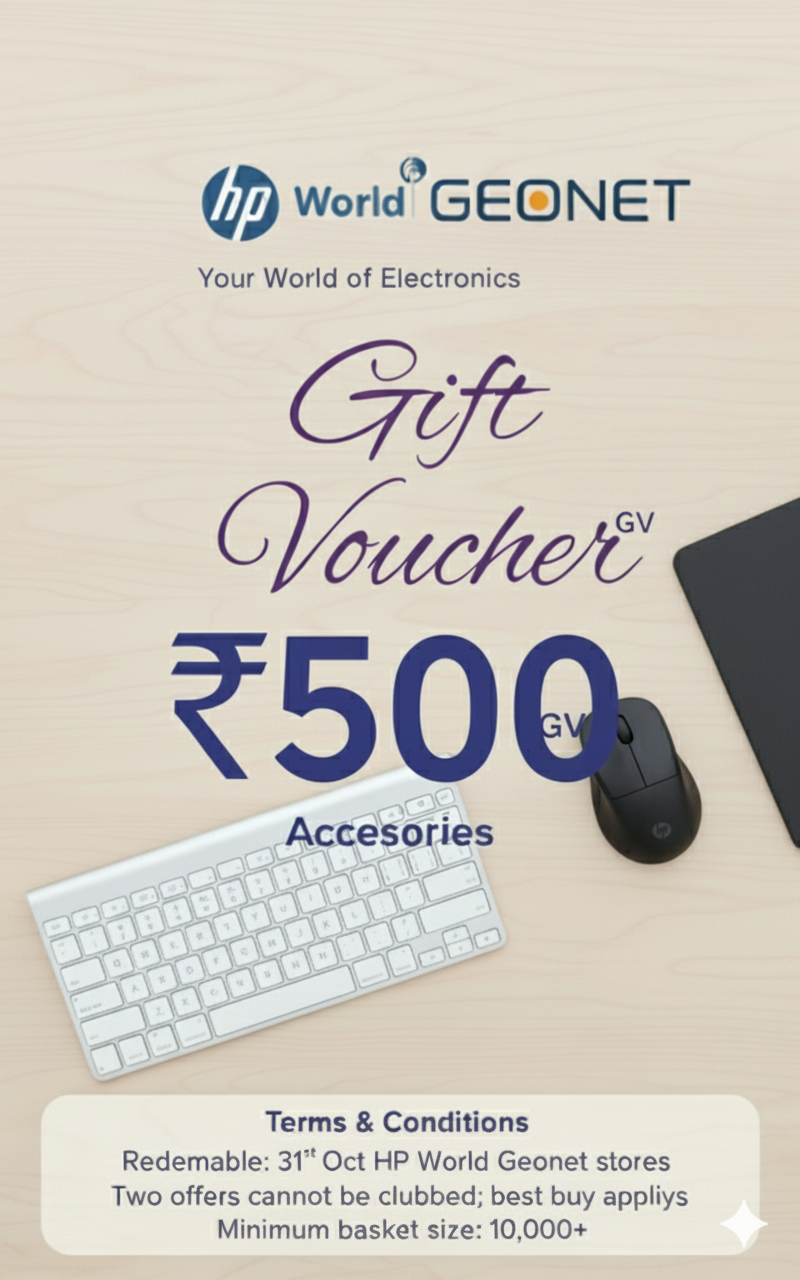 hp World GEONET
Your World of Electronics
Gift
Voucher GV
₹500
GV
Accesories
hp
Terms & Conditions
Redemable: 31st Oct HP World Geonet stores
Two offers cannot be clubbed; best buy appliys
Minimum basket size: 10,000+